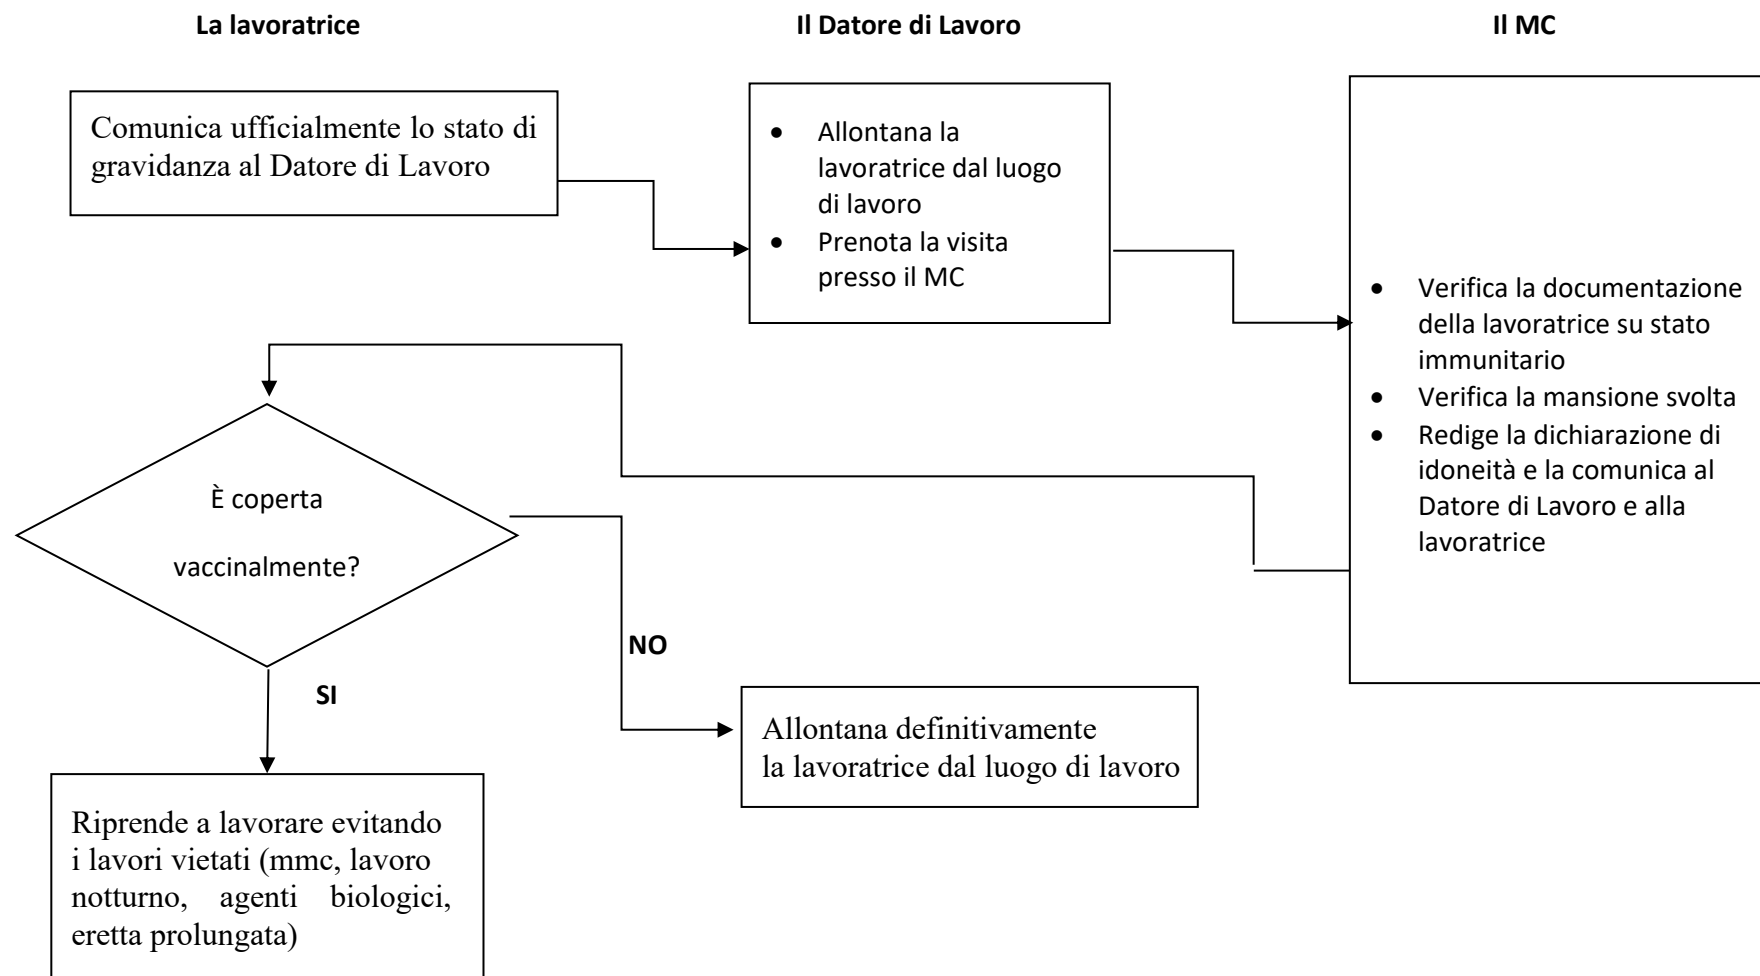 La lavoratrice
Il Datore di Lavoro
Il MC
Comunica ufficialmente lo stato di
gravidanza al Datore di Lavoro
• Allontana la
lavoratrice dal luogo
di lavoro
• Prenota la visita
presso il MC
• Verifica la documentazione
della lavoratrice su stato
immunitario
• Verifica la mansione svolta
• Redige la dichiarazione di
idoneità e la comunica al
Datore di Lavoro e alla
lavoratrice
È coperta
vaccinalmente?
NO
SI
Allontana definitivamente
la lavoratrice dal luogo di lavoro
Riprende a lavorare evitando
i lavori vietati (mmc, lavoro
notturno, agenti biologici,
eretta prolungata)